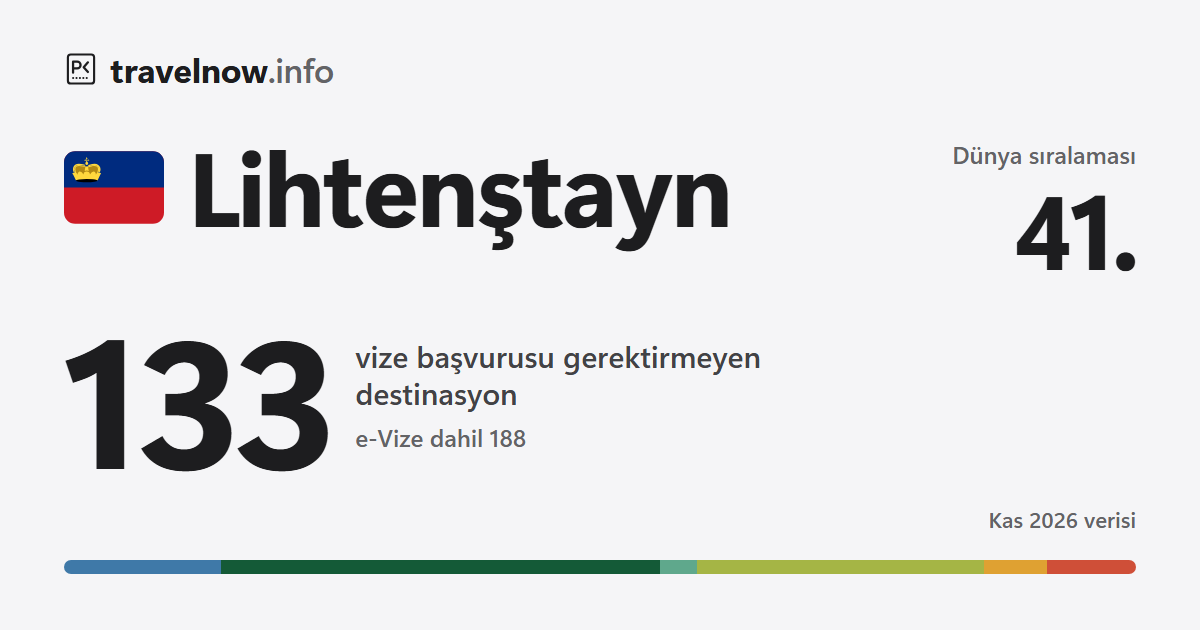 travelnow.info
Lihtenştayn
Dünya sıralaması
41.
133
vize başvurusu gerektirmeyen
destinasyon
e-Vize dahil 188
Kas 2026 verisi